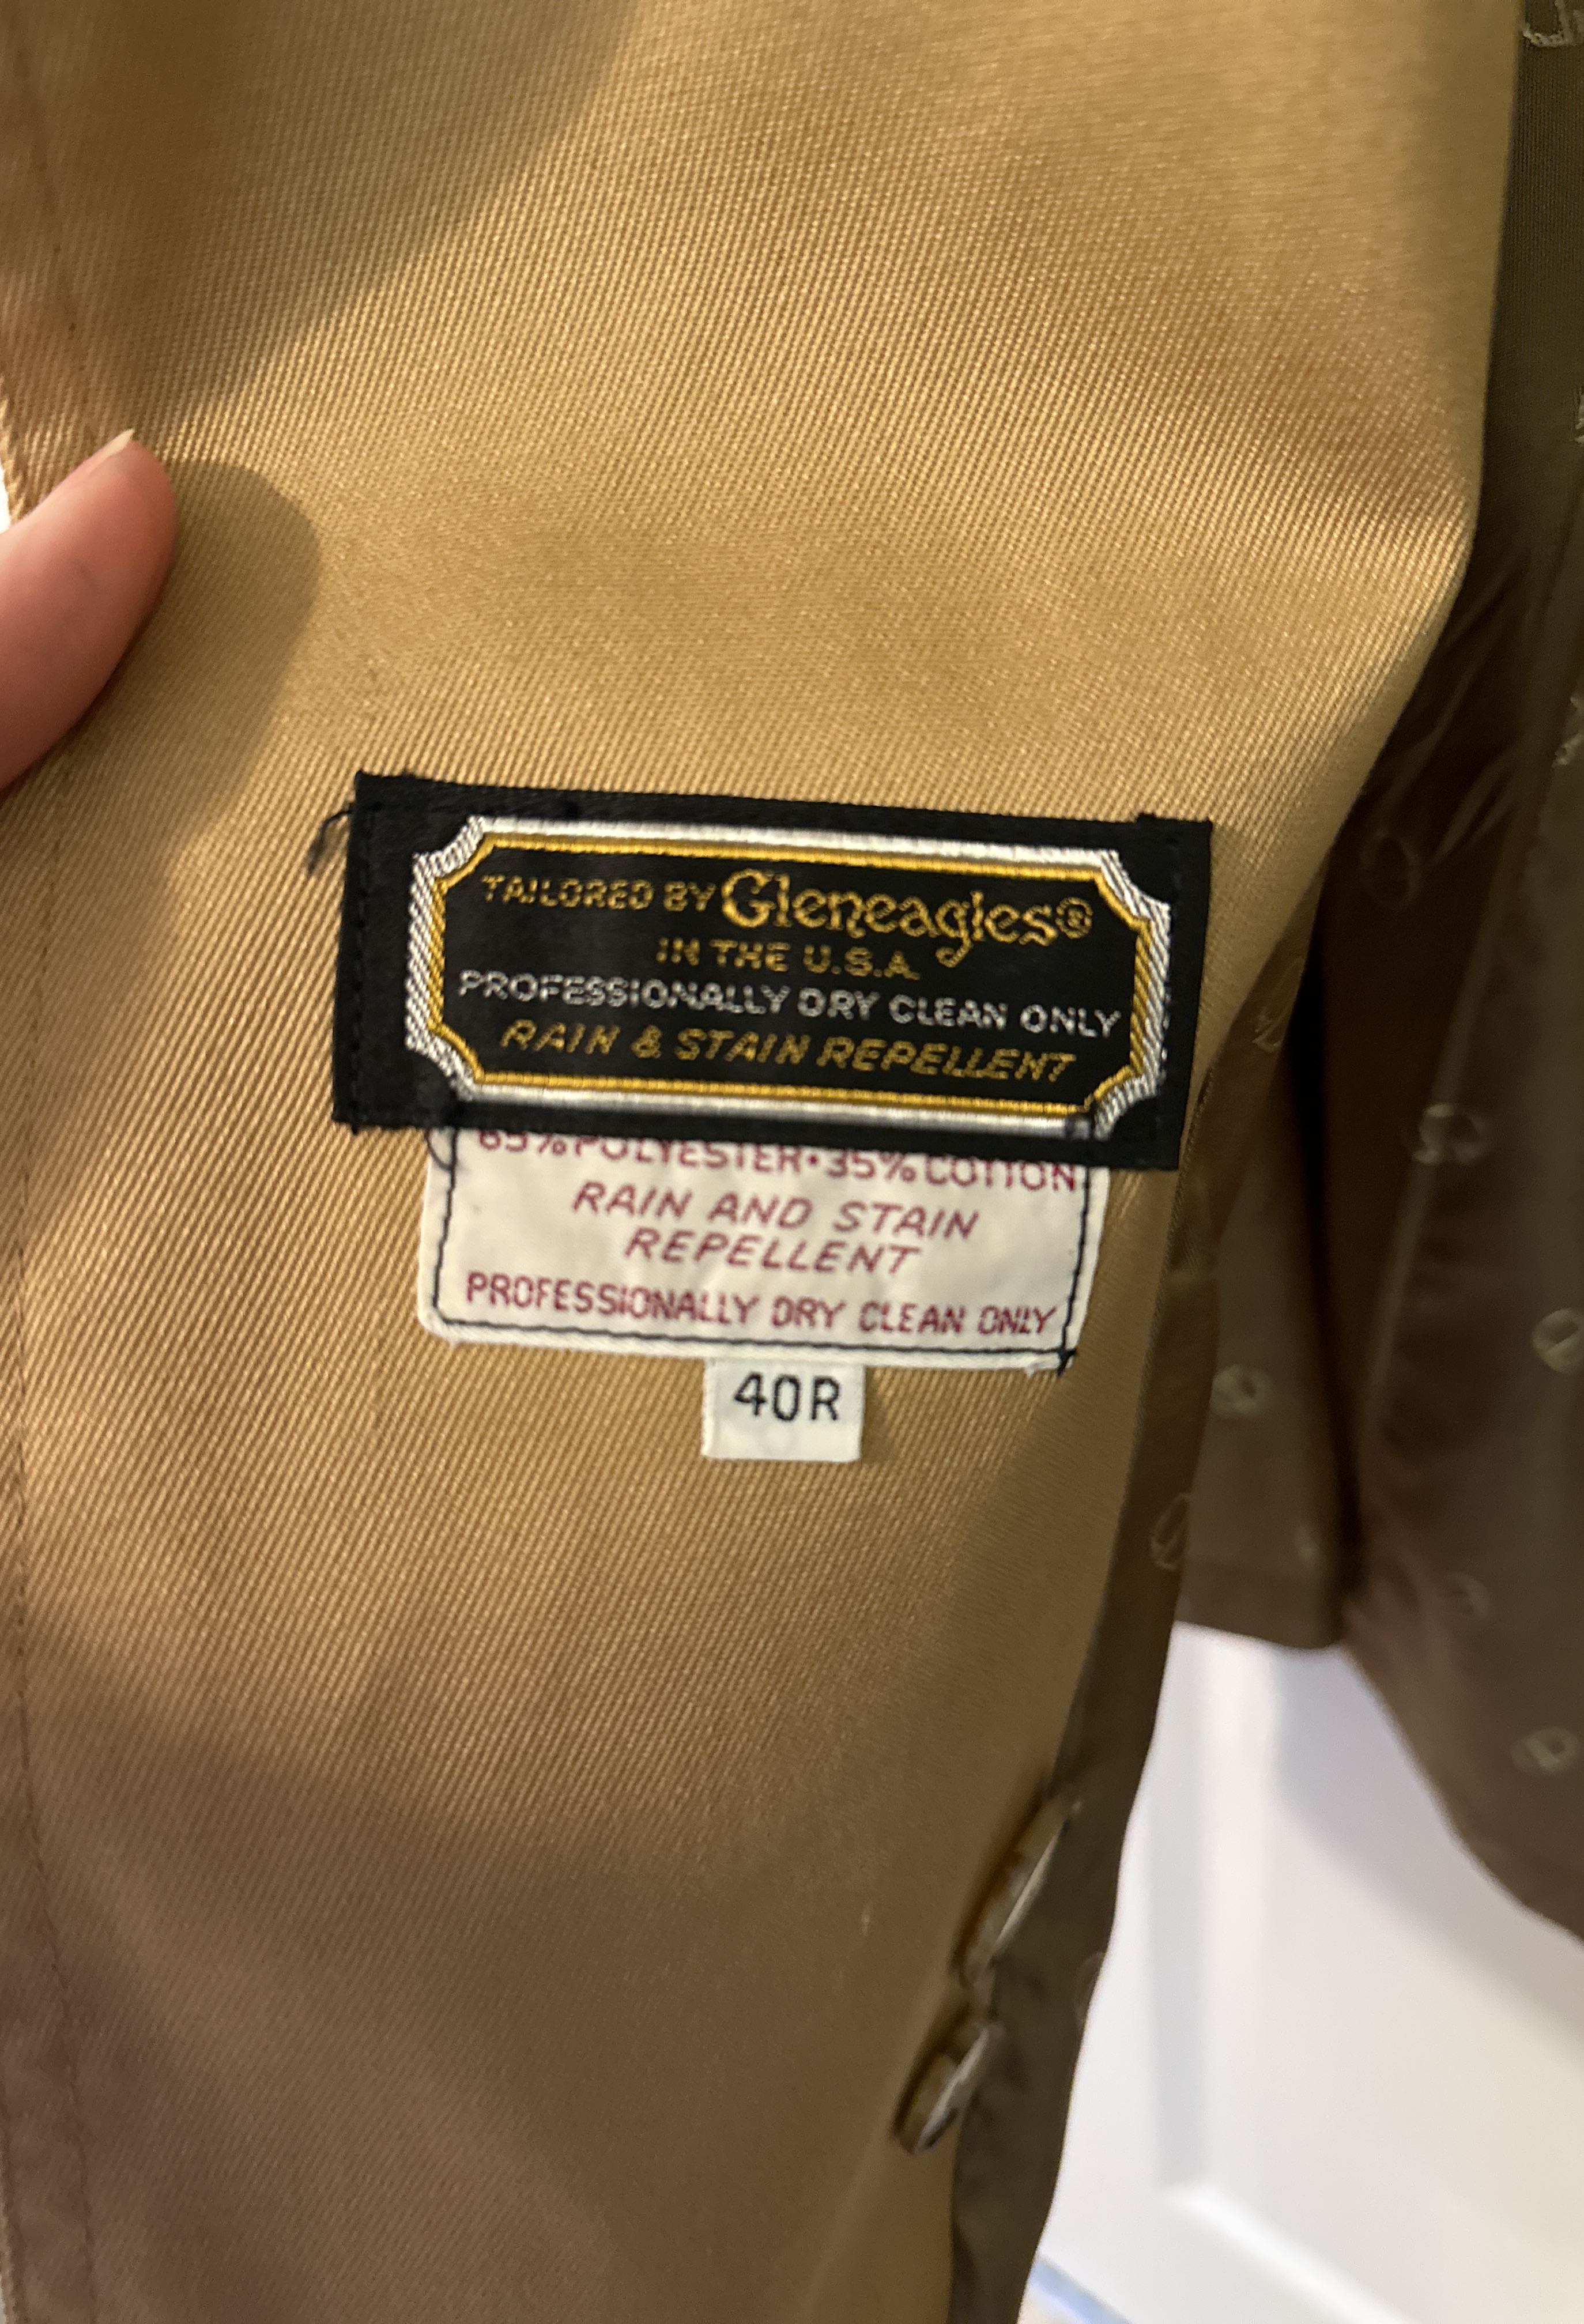 TAILORED BY Gleneagles®
IN THE U.S.A.
PROFESSIONALLY DRY CLEAN ONLY
RAIN & STAIN REPELLENT
65% POLYESTER • 35% COTTON
RAIN AND STAIN
REPELLENT
PROFESSIONALLY DRY CLEAN ONLY
40R